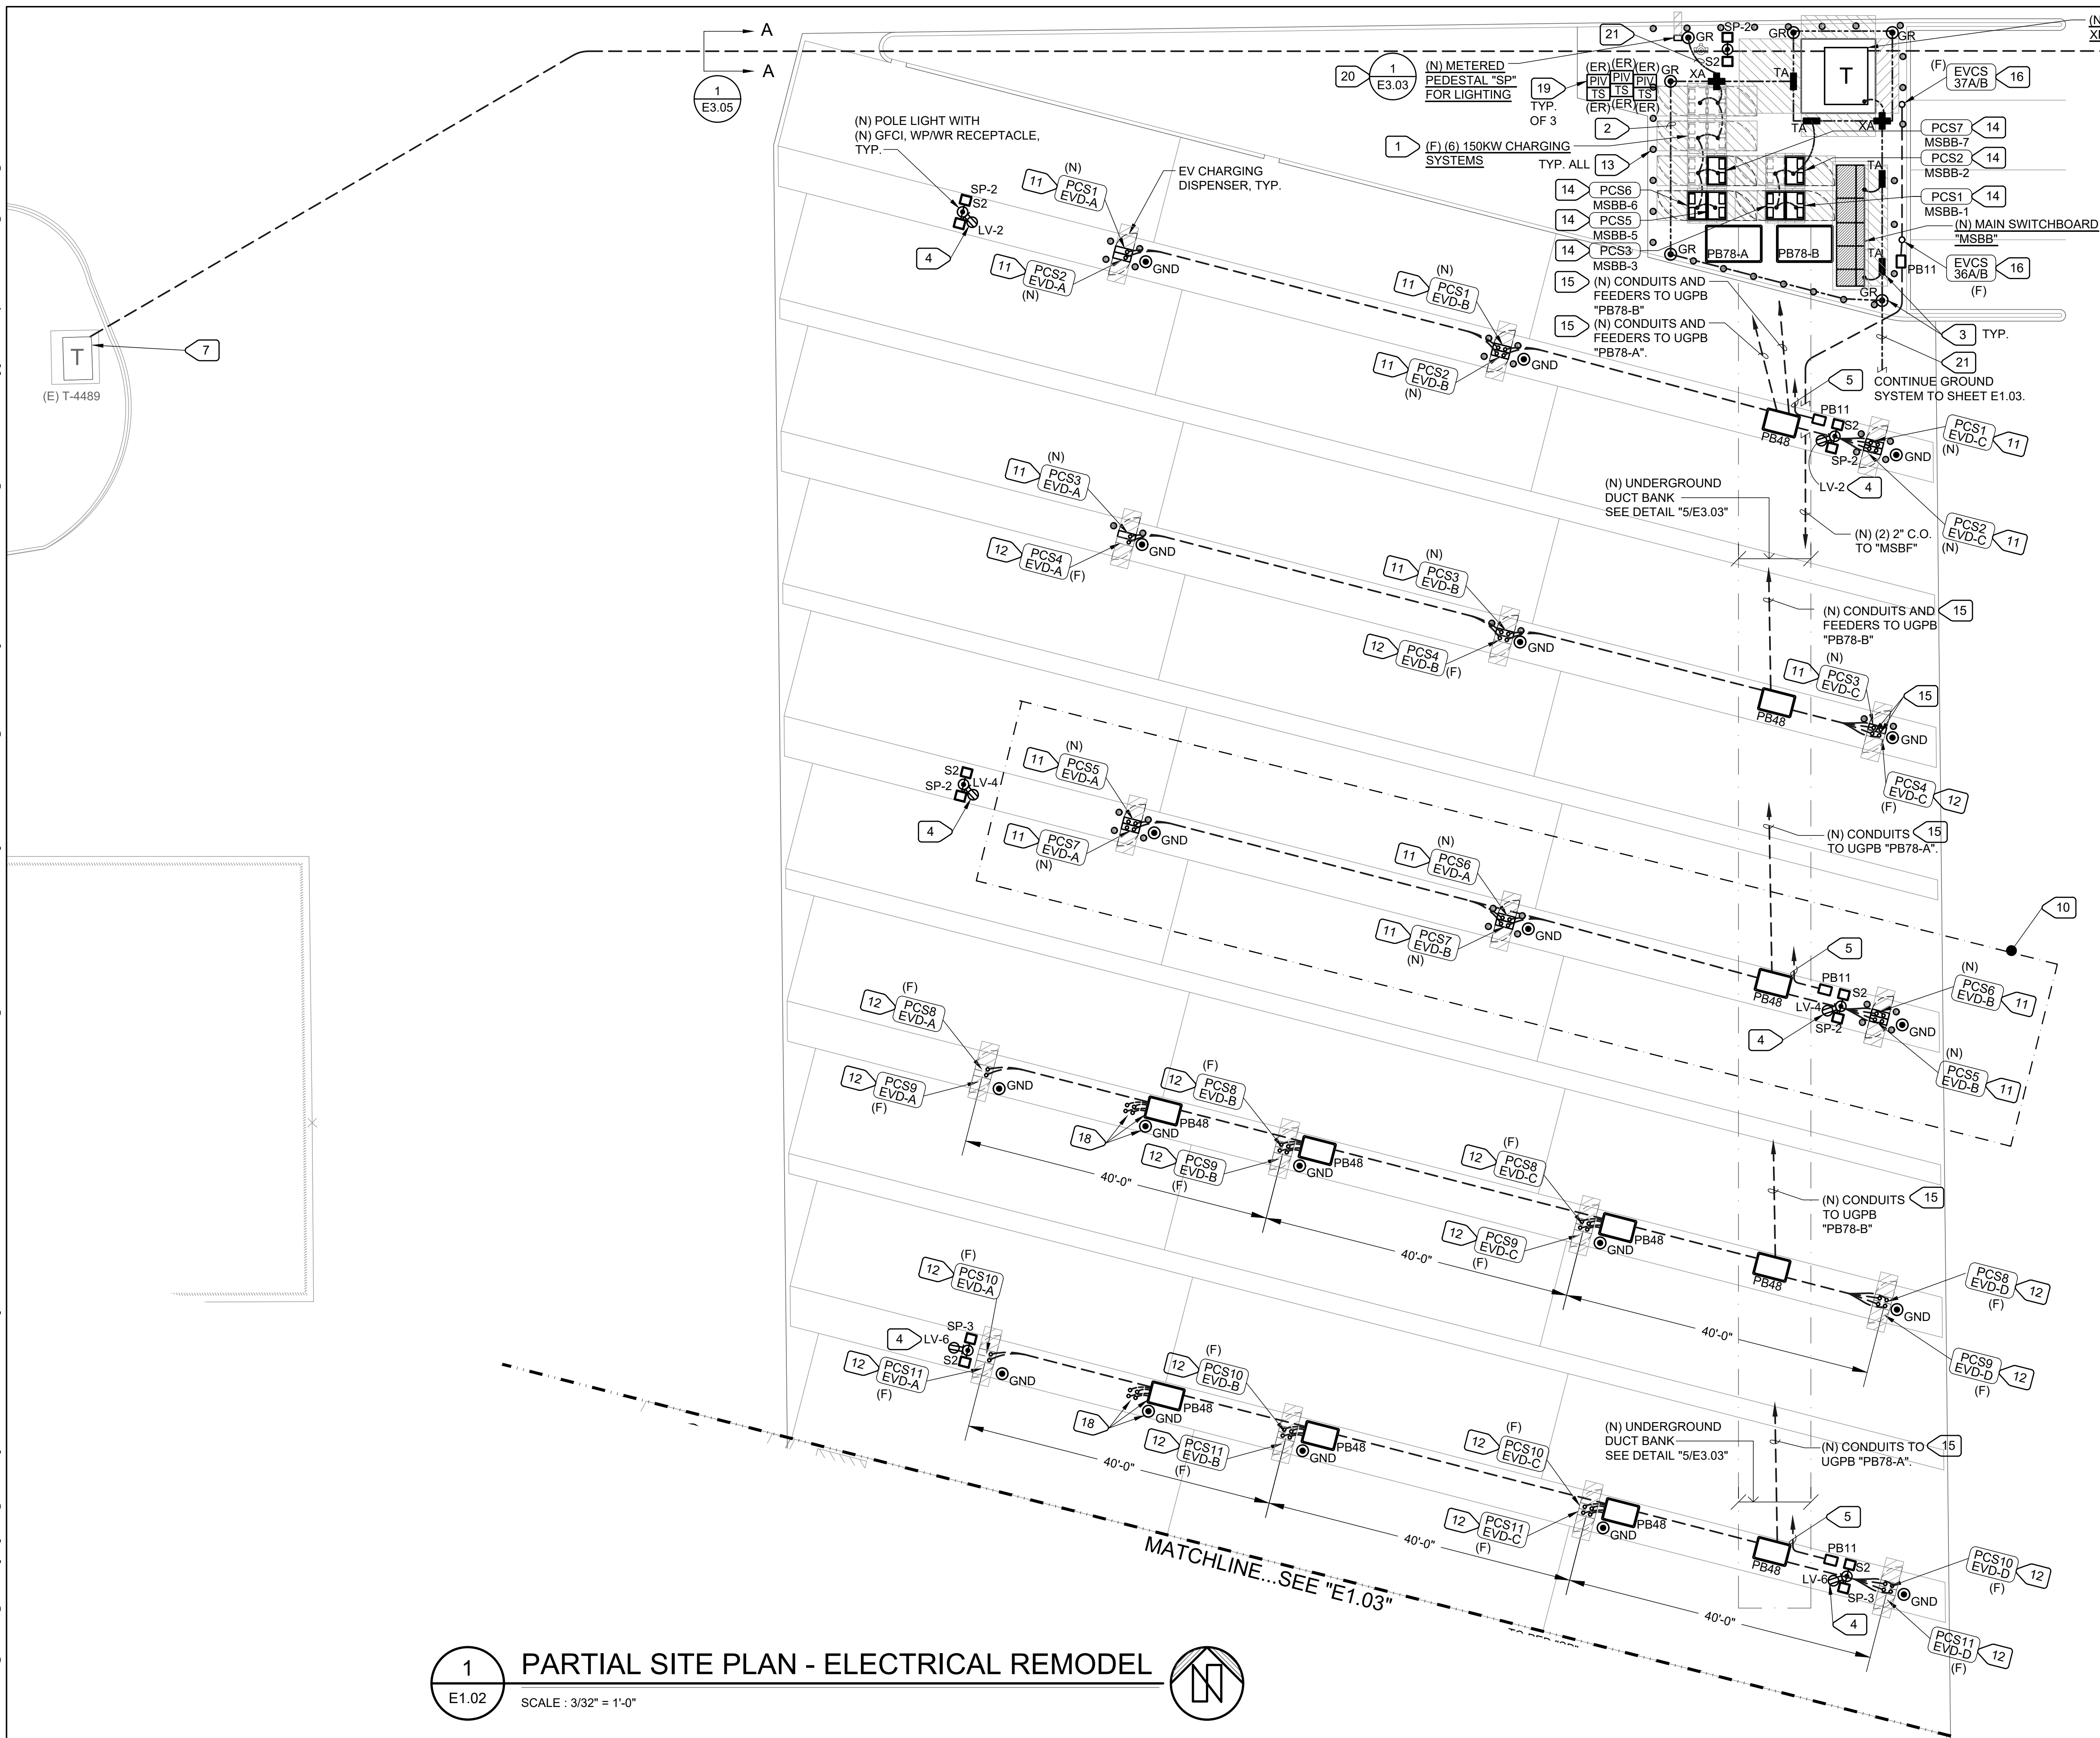 A
A
1
E3.05
21
20
1
E3.03
(N) METERED
PEDESTAL "SP"
FOR LIGHTING
GR
SP-2
S2
GR
GR
T
(N
XF
19
TYP.
OF 3
(ER) (ER) (ER)
PIV PIV PIV
TS TS TS
(ER) (ER) (ER)
GR
XA
TA
TA
XA
(F)
EVCS
37A/B
16
2
1
(F) (6) 150KW CHARGING
SYSTEMS
TYP. ALL
13
PCS7
14
MSBB-7
PCS2
14
MSBB-2
PCS1
14
MSBB-1
(N) MAIN SWITCHBOARD
"MSBB"
14
PCS6
MSBB-6
14
PCS5
MSBB-5
14
PCS3
MSBB-3
GR
PB78-A
PB78-B
TA
TA
PB11
EVCS
36A/B
16
(F)
GR
15
(N) CONDUITS AND
FEEDERS TO UGPB
"PB78-B"
15
(N) CONDUITS AND
FEEDERS TO UGPB
"PB78-A".
3
TYP.
21
CONTINUE GROUND
SYSTEM TO SHEET E1.03.
(N) POLE LIGHT WITH
(N) GFCI, WP/WR RECEPTACLE,
TYP.
SP-2
S2
LV-2
4
(N)
11
PCS1
EVD-A
EV CHARGING
DISPENSER, TYP.
11
PCS2
EVD-A
(N)
GND
(N)
11
PCS1
EVD-B
11
PCS2
EVD-B
(N)
GND
7
T
(E) T-4489
5
PB11
S2
PB48
SP-2
LV-2
4
GND
PCS1
EVD-C
11
(N)
PCS2
EVD-C
11
(N)
(N) UNDERGROUND
DUCT BANK
SEE DETAIL "5/E3.03"
(N) (2) 2" C.O.
TO "MSBF"
(N)
11
PCS3
EVD-A
12
PCS4
EVD-A
(F)
GND
(N)
11
PCS3
EVD-B
12
PCS4
EVD-B
(F)
GND
(N) CONDUITS AND
FEEDERS TO UGPB
"PB78-B"
15
(N)
11
PCS3
EVD-C
15
PB48
GND
PCS4
EVD-C
12
(F)
S2
SP-2
LV-4
4
(N)
11
PCS5
EVD-A
11
PCS7
EVD-A
(N)
GND
(N)
11
PCS6
EVD-A
11
PCS7
EVD-B
(N)
GND
(N) CONDUITS
TO UGPB "PB78-A".
15
10
5
PB11
S2
PB48
LV-4
SP-2
4
GND
(N)
PCS6
EVD-B
11
(N)
PCS5
EVD-B
11
(F)
12
PCS8
EVD-A
12
PCS9
EVD-A
(F)
GND
18
GND
PB48
(F)
12
PCS8
EVD-B
12
PCS9
EVD-B
(F)
GND
PB48
40'-0"
(F)
12
PCS8
EVD-C
12
PCS9
EVD-C
(F)
GND
PB48
40'-0"
(N) CONDUITS
TO UGPB
"PB78-B"
15
PB48
GND
PCS8
EVD-D
12
(F)
PCS9
EVD-D
12
(F)
40'-0"
(F)
12
PCS10
EVD-A
SP-3
4
LV-6
S2
12
PCS11
EVD-A
(F)
GND
18
GND
PB48
(F)
12
PCS10
EVD-B
12
PCS11
EVD-B
(F)
GND
PB48
40'-0"
(F)
12
PCS10
EVD-C
12
PCS11
EVD-C
(F)
GND
PB48
40'-0"
(N) UNDERGROUND
DUCT BANK
SEE DETAIL "5/E3.03"
(N) CONDUITS TO
UGPB "PB78-A".
15
5
PB11
S2
PB48
LV-6
SP-3
4
GND
PCS10
EVD-D
12
(F)
PCS11
EVD-D
12
(F)
40'-0"
MATCHLINE...SEE "E1.03"
1
E1.02
PARTIAL SITE PLAN - ELECTRICAL REMODEL
SCALE : 3/32" = 1'-0"
N